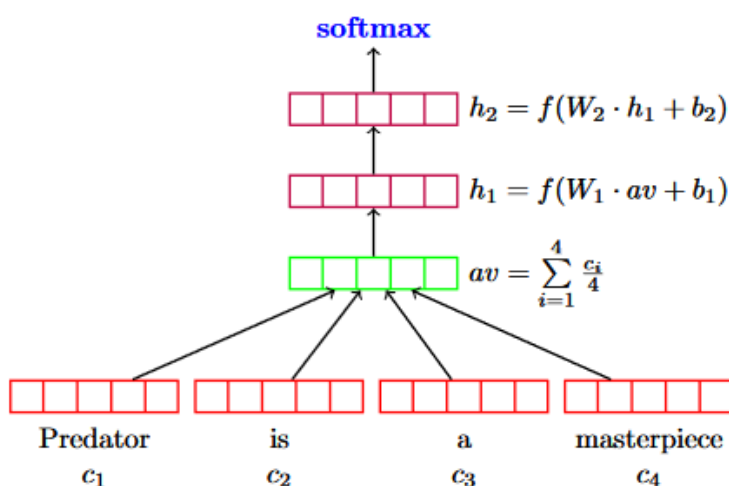 softmax
h₂ = f(W₂ · h₁ + b₂)
h₁ = f(W₁ · av + b₁)
av = ∑_{i=1}^{4} c_i/4
Predator is a masterpiece
c₁ c₂ c₃ c₄